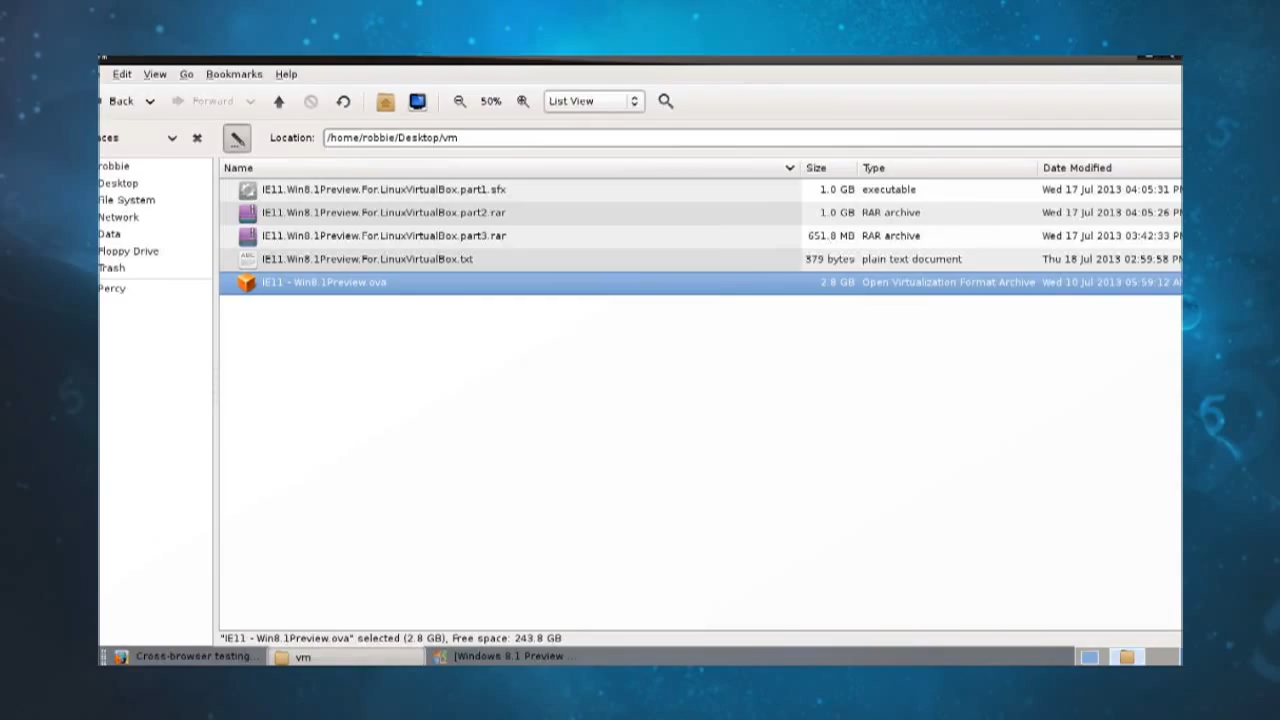 Edit View Go Bookmarks Help
Back Forward 50% List View
Location: /home/robbie/Desktop/vm
Name Size Type Date Modified
robbie
Desktop
File System
Network
Data
Floppy Drive
Trash
Percy
IE11.Win8.1Preview.For.LinuxVirtualBox.part1.sfx 1.0 GB executable Wed 17 Jul 2013 04:05:31
IE11.Win8.1Preview.For.LinuxVirtualBox.part2.rar 1.0 GB RAR archive Wed 17 Jul 2013 04:05:26
IE11.Win8.1Preview.For.LinuxVirtualBox.part3.rar 651.8 MB RAR archive Wed 17 Jul 2013 03:42:33
IE11.Win8.1Preview.For.LinuxVirtualBox.txt 379 bytes plain text document Thu 18 Jul 2013 02:59:58
IE11 - Win8.1Preview.ova 2.8 GB Open Virtualization Format Archive Wed 10 Jul 2013 05:59:12
"IE11 - Win8.1Preview.ova" selected (2.8 GB), Free space: 243.8 GB
Cross-browser testing... vm [Windows 8.1 Preview ...